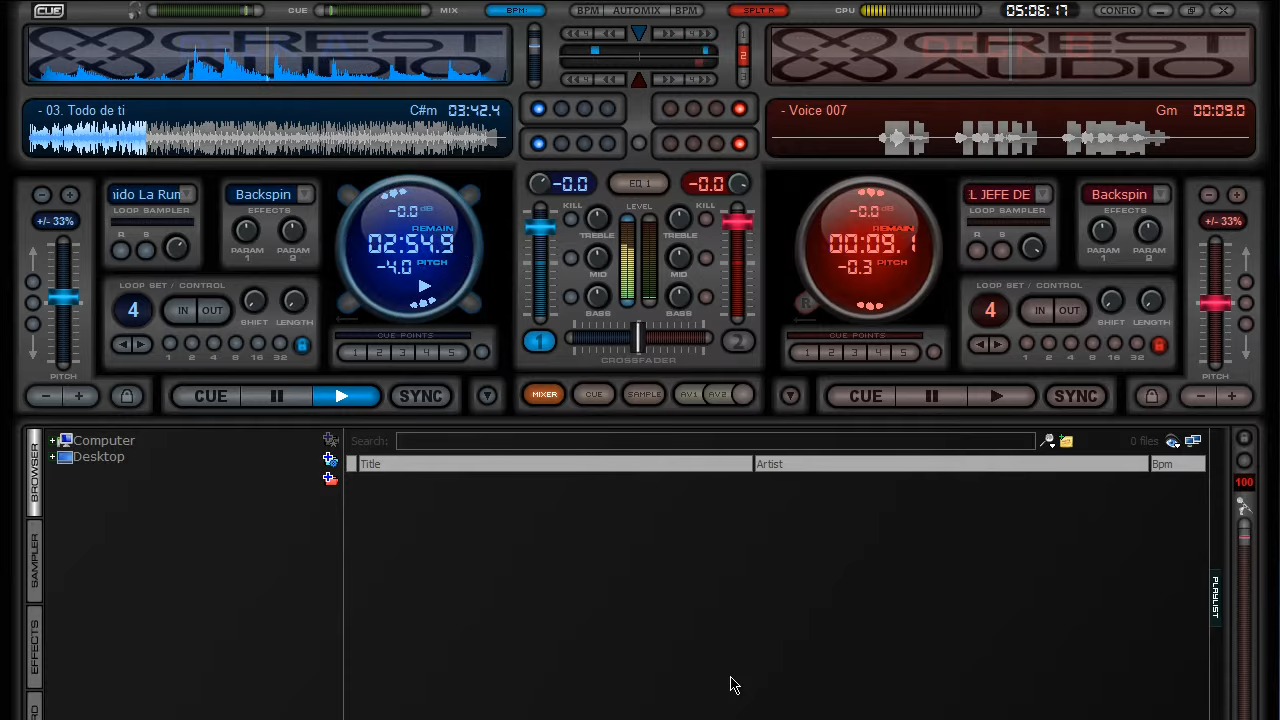 CUE CUE MIX BPM BPM AUTOMIX BPM SPLT R CPU 05:06:17 CONFIG
CREST AUDIO
CREST AUDIO
1
2
3
- 03. Todo de ti C#m 03:42.4
- Voice 007 Gm 00:09.0
+/- 33%
Backspin
LOOP SAMPLER EFFECTS
R S PARAM 1 PARAM 2
LOOP SET / CONTROL
4 IN OUT SHIFT LENGTH
1 2 4 8 16 32
PITCH
-0.0 dB
REMAIN
02:54.9
-4.0 PITCH
CUE POINTS
1 2 3 4 5
CUE SYNC
-0.0 EQ 1 -0.0
KILL LEVEL KILL
TREBLE TREBLE
MID MID
BASS BASS
1 2
CROSSFADER
MIXER CUE SAMPLE AV1 AV2
-0.0 dB
REMAIN
00:09.1
-0.3 PITCH
R
CUE POINTS
1 2 3 4 5
L JEFE DE Backspin
LOOP SAMPLER EFFECTS
R S PARAM 1 PARAM 2
+/- 33%
LOOP SET / CONTROL
4 IN OUT SHIFT LENGTH
1 2 4 8 16 32
PITCH
CUE SYNC
BROWSER
SAMPLER
EFFECTS
Computer
Desktop
Search: 0 files
Title Artist Bpm
100
PLAYLIST